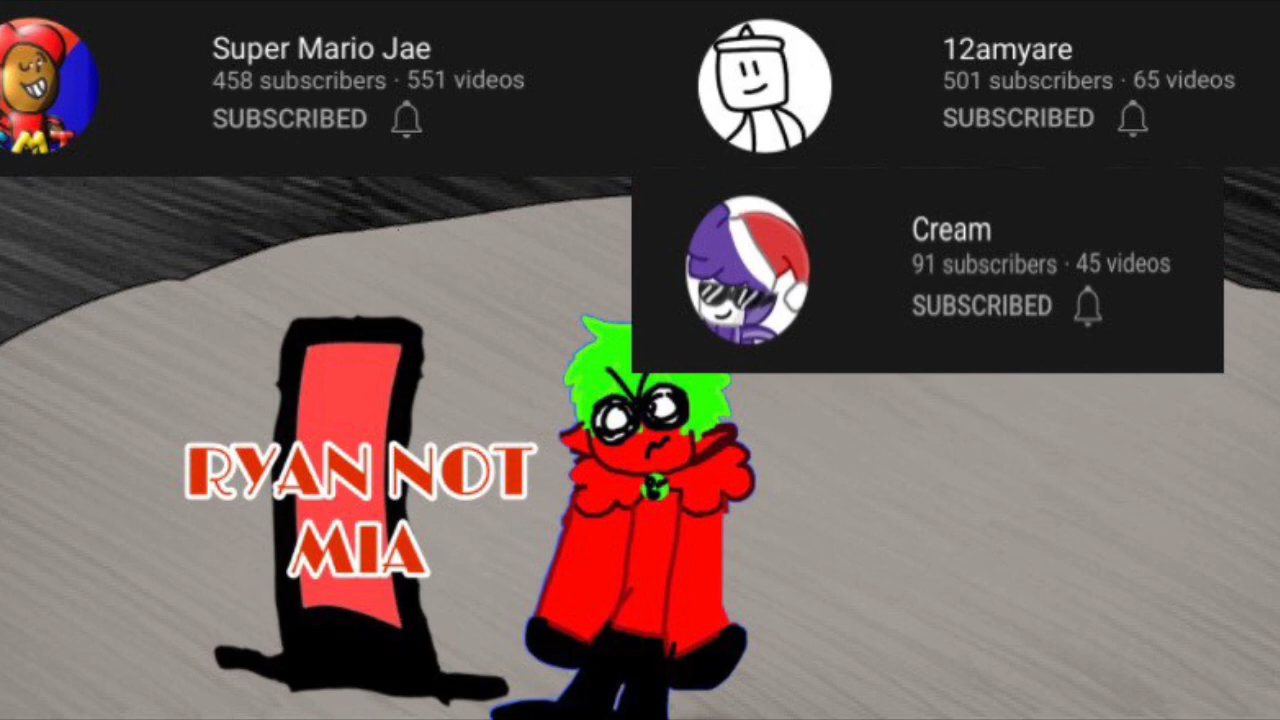 Super Mario Jae
458 subscribers · 551 videos
SUBSCRIBED
12amyare
501 subscribers · 65 videos
SUBSCRIBED
Cream
91 subscribers · 45 videos
SUBSCRIBED
RYAN NOT
MIA